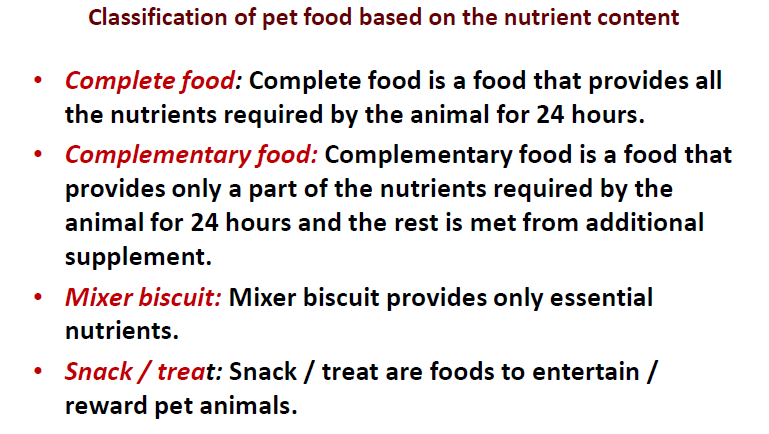 Classification of pet food based on the nutrient content
• Complete food: Complete food is a food that provides all
the nutrients required by the animal for 24 hours.
• Complementary food: Complementary food is a food that
provides only a part of the nutrients required by the
animal for 24 hours and the rest is met from additional
supplement.
• Mixer biscuit: Mixer biscuit provides only essential
nutrients.
• Snack / treat: Snack / treat are foods to entertain /
reward pet animals.